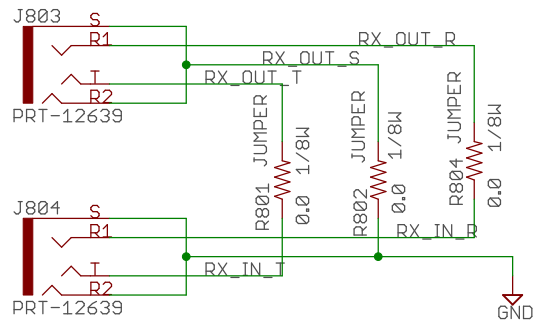 J803
S
R1
RX_OUT_R
RX_OUT_S
T
RX_OUT_T
R2
PRT-12639
R801
JUMPER
0.0
1/8W
R802
JUMPER
0.0
1/8W
R804
JUMPER
0.0
1/8W
J804
S
R1
RX_IN_R
T
RX_IN_T
R2
PRT-12639
GND